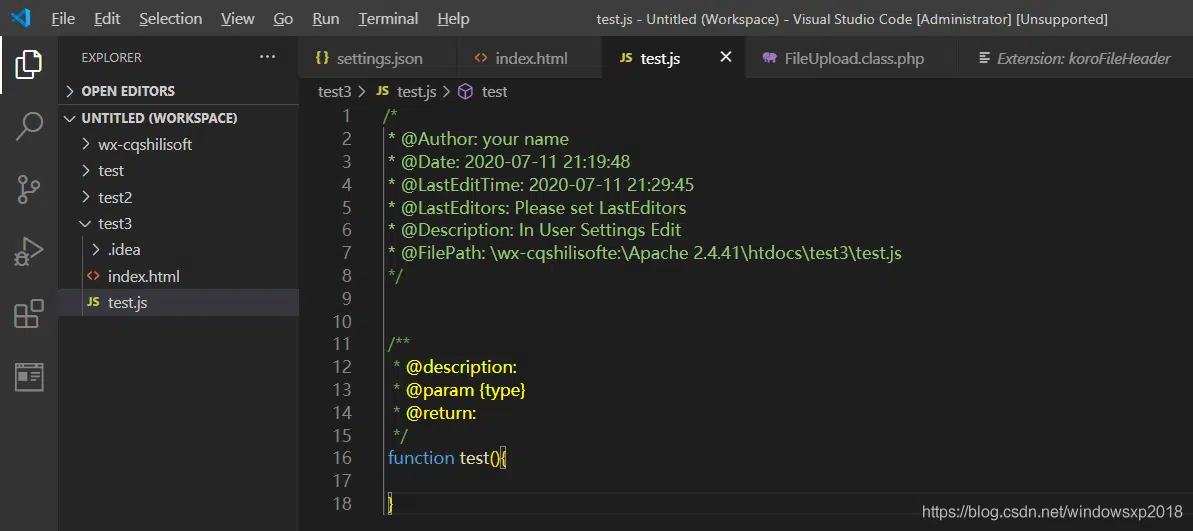 File Edit Selection View Go Run Terminal Help test.js - Untitled (Workspace) - Visual Studio Code [Administrator] [Unsupported]
EXPLORER ··· {} settings.json <> index.html JS test.js × FileUpload.class.php Extension: koroFileHeader
> OPEN EDITORS
test3 > JS test.js > test
UNTITLED (WORKSPACE)
> wx-cqshilisoft
> test
> test2
test3
> .idea
<> index.html
JS test.js
1 /*
2 * @Author: your name
3 * @Date: 2020-07-11 21:19:48
4 * @LastEditTime: 2020-07-11 21:29:45
5 * @LastEditors: Please set LastEditors
6 * @Description: In User Settings Edit
7 * @FilePath: \wx-cqshilisofte:\Apache 2.4.41\htdocs\test3\test.js
8 */
9
10
11 /**
12 * @description:
13 * @param {type}
14 * @return:
15 */
16 function test(){
17
18 }
https://blog.csdn.net/windowsxp2018